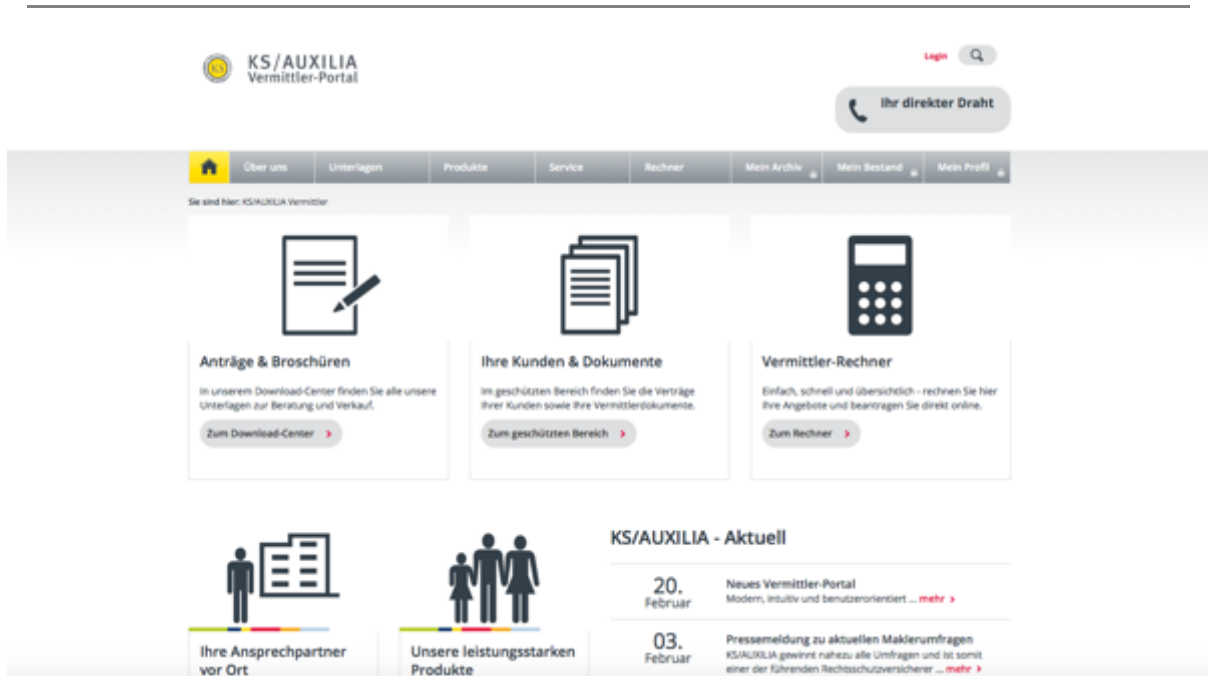 KS/AUXILIA
Vermittler-Portal
KS
Login
Ihr direkter Draht
Über uns
Unterlagen
Produkte
Service
Rechner
Mein Archiv
Mein Bestand
Mein Profil
Sie sind hier: KS/AUXILIA Vermittler
Anträge & Broschüren
In unserem Download-Center finden Sie alle unsere
Unterlagen zur Beratung und Verkauf.
Zum Download-Center
Ihre Kunden & Dokumente
Im geschützten Bereich finden Sie die Verträge
Ihrer Kunden sowie Ihre Vermittlerdokumente.
Zum geschützten Bereich
Vermittler-Rechner
Einfach, schnell und übersichtlich - rechnen Sie hier
Ihre Angebote und beantragen Sie direkt online.
Zum Rechner
Ihre Ansprechpartner
vor Ort
Unsere leistungsstarken
Produkte
KS/AUXILIA - Aktuell
20.
Februar
Neues Vermittler-Portal
Modern, intuitiv und benutzerorientiert ... mehr
03.
Februar
Pressemeldung zu aktuellen Maklerumfragen
KS/AUXILIA gewinnt nahezu alle Umfragen und ist somit
einer der führenden Rechtsschutzversicherer ... mehr